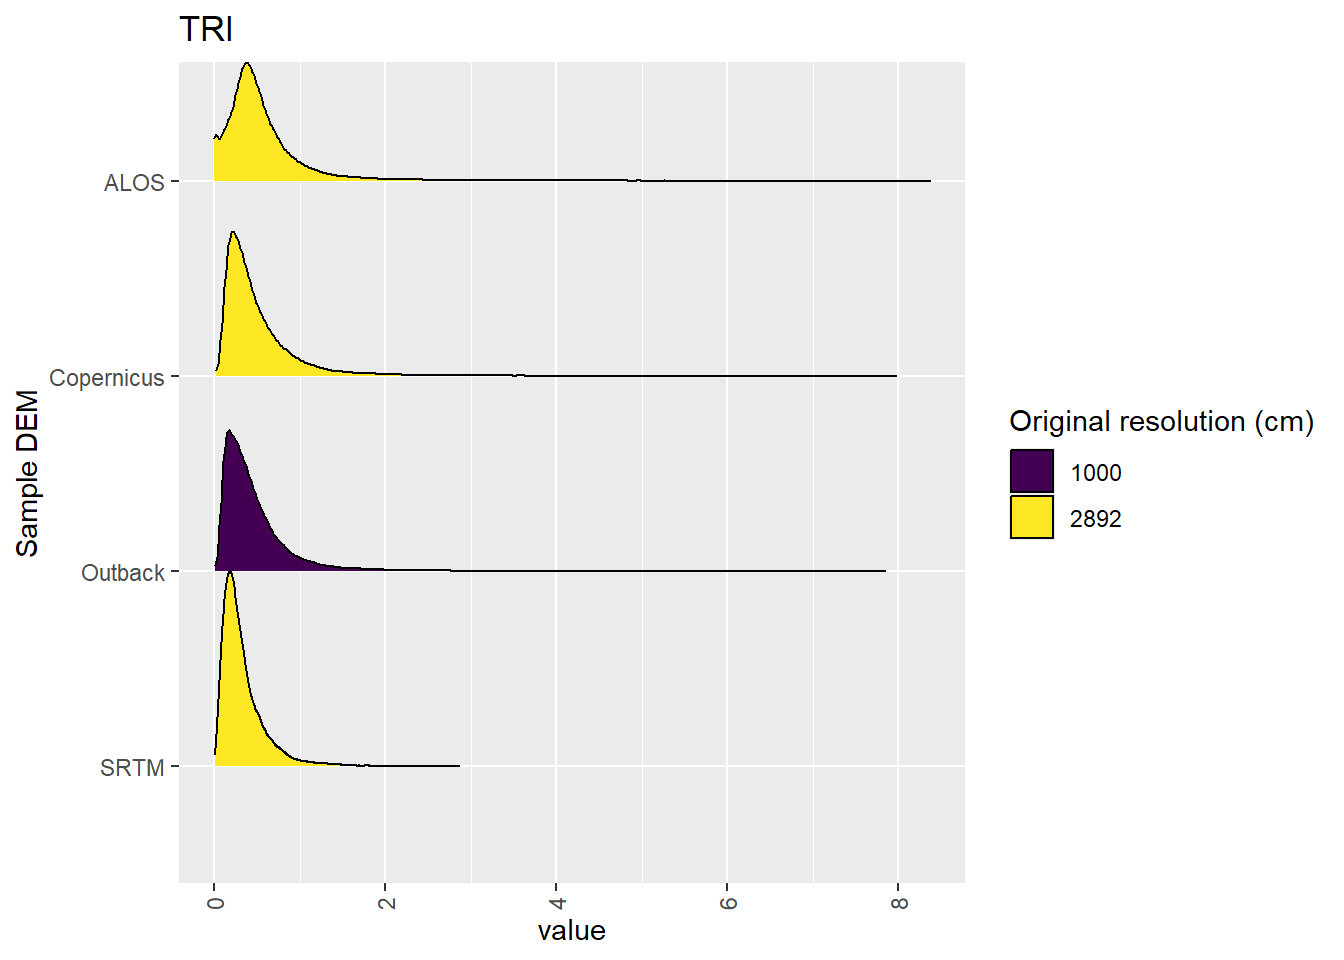 TRI
Sample DEM
ALOS
Copernicus
Outback
SRTM
0
2
4
6
8
value
Original resolution (cm)
1000
2892